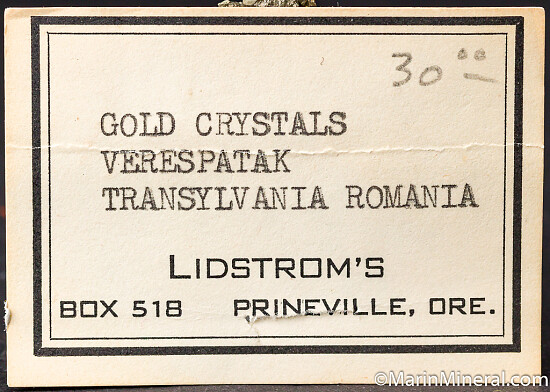 30 00
GOLD CRYSTALS
VERESPATAK
TRANSYLVANIA ROMANIA
LIDSTROM'S
BOX 518 PRINEVILLE, ORE.
©MarinMineral.com